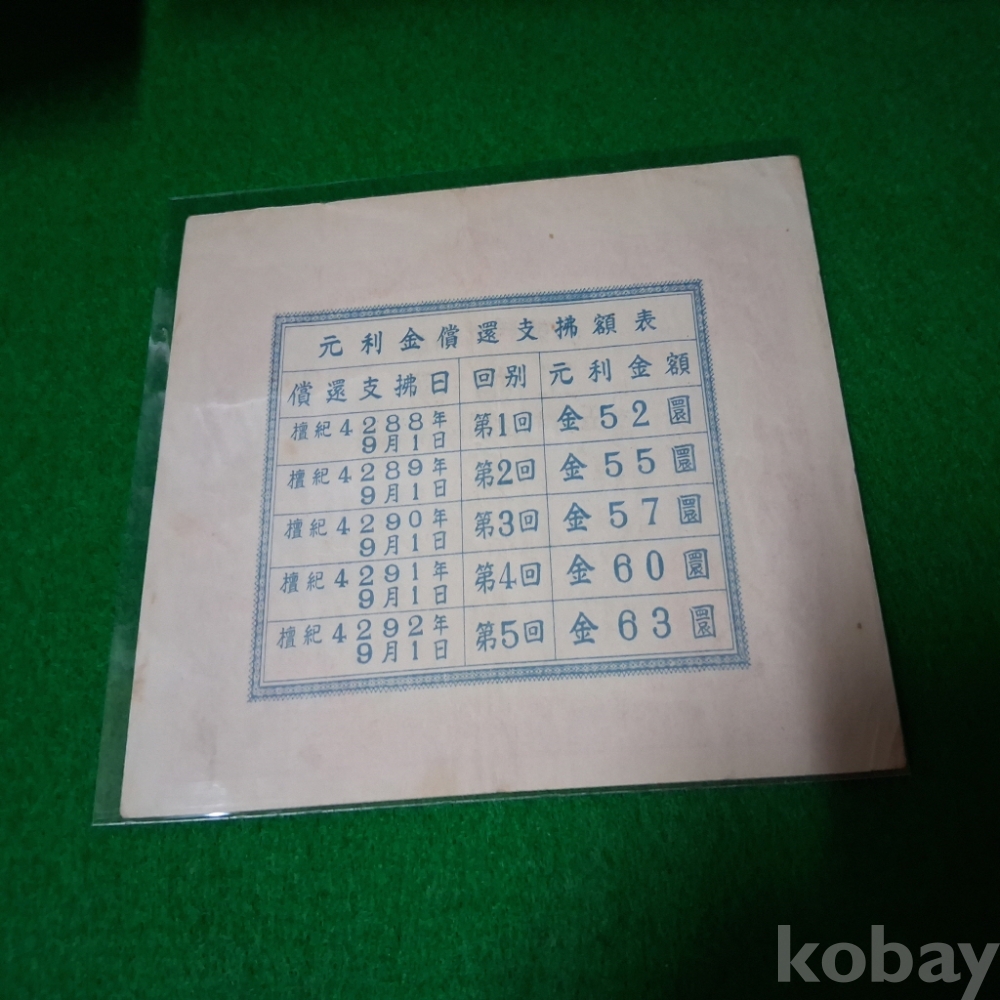 元利金償還支拂額表
償還支拂日 回別 元利金額
檀紀4288年9月1日 第1回 金52圜
檀紀4289年9月1日 第2回 金55圜
檀紀4290年9月1日 第3回 金57圜
檀紀4291年9月1日 第4回 金60圜
檀紀4292年9月1日 第5回 金63圜
kobay